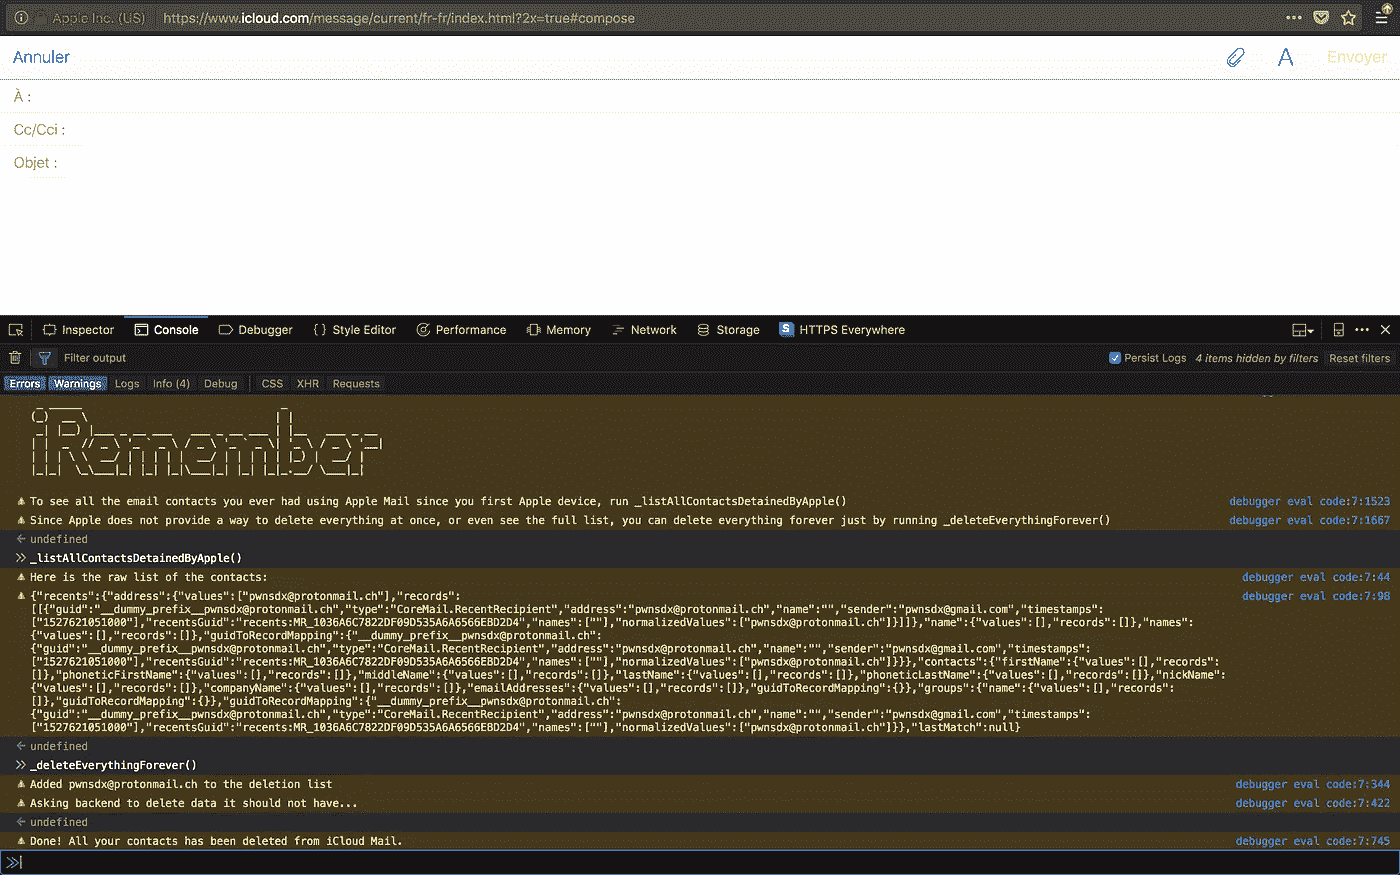 Apple Inc. (US) https://www.icloud.com/message/current/fr-fr/index.html?2x=true#compose
Annuler A Envoyer
À :
Cc/Cci :
Objet :
Inspector Console Debugger {} Style Editor Performance Memory Network Storage S HTTPS Everywhere
Filter output Persist Logs 4 items hidden by filters Reset filters
Errors Warnings Logs Info (4) Debug CSS XHR Requests
iRemember
To see all the email contacts you ever had using Apple Mail since you first Apple device, run _listAllContactsDetainedByApple() debugger eval code:7:1523
Since Apple does not provide a way to delete everything at once, or even see the full list, you can delete everything forever just by running _deleteEverythingForever() debugger eval code:7:1667
undefined
_listAllContactsDetainedByApple()
Here is the raw list of the contacts: debugger eval code:7:44
{"recents":{"address":{"values":["pwnsdx@protonmail.ch"],"records": debugger eval code:7:98
[[{"guid":"__dummy_prefix__pwnsdx@protonmail.ch","type":"CoreMail.RecentRecipient","address":"pwnsdx@protonmail.ch","name":"","sender":"pwnsdx@gmail.com","timestamps":
["1527621051000"],"recentsGuid":"recents:MR_1036A6C7822DF09D535A6A6566EBD2D4","names":[""],"normalizedValues":["pwnsdx@protonmail.ch"]}]]},"name":{"values":[],"records":[]},"names":
{"values":[],"records":[]},"guidToRecordMapping":{"__dummy_prefix__pwnsdx@protonmail.ch":
{"guid":"__dummy_prefix__pwnsdx@protonmail.ch","type":"CoreMail.RecentRecipient","address":"pwnsdx@protonmail.ch","name":"","sender":"pwnsdx@gmail.com","timestamps":
["1527621051000"],"recentsGuid":"recents:MR_1036A6C7822DF09D535A6A6566EBD2D4","names":[""],"normalizedValues":["pwnsdx@protonmail.ch"]}}},"contacts":{"firstName":{"values":[],"records":
[]},"phoneticFirstName":{"values":[],"records":[]},"middleName":{"values":[],"records":[]},"lastName":{"values":[],"records":[]},"phoneticLastName":{"values":[],"records":[]},"nickName":
{"values":[],"records":[]},"companyName":{"values":[],"records":[]},"emailAddresses":{"values":[],"records":[]},"guidToRecordMapping":{}},"groups":{"name":{"values":[],"records":
[]},"guidToRecordMapping":{}},"guidToRecordMapping":{"__dummy_prefix__pwnsdx@protonmail.ch":
{"guid":"__dummy_prefix__pwnsdx@protonmail.ch","type":"CoreMail.RecentRecipient","address":"pwnsdx@protonmail.ch","name":"","sender":"pwnsdx@gmail.com","timestamps":
["1527621051000"],"recentsGuid":"recents:MR_1036A6C7822DF09D535A6A6566EBD2D4","names":[""],"normalizedValues":["pwnsdx@protonmail.ch"]}},"lastMatch":null}
undefined
_deleteEverythingForever()
Added pwnsdx@protonmail.ch to the deletion list debugger eval code:7:344
Asking backend to delete data it should not have... debugger eval code:7:422
undefined
Done! All your contacts has been deleted from iCloud Mail. debugger eval code:7:745